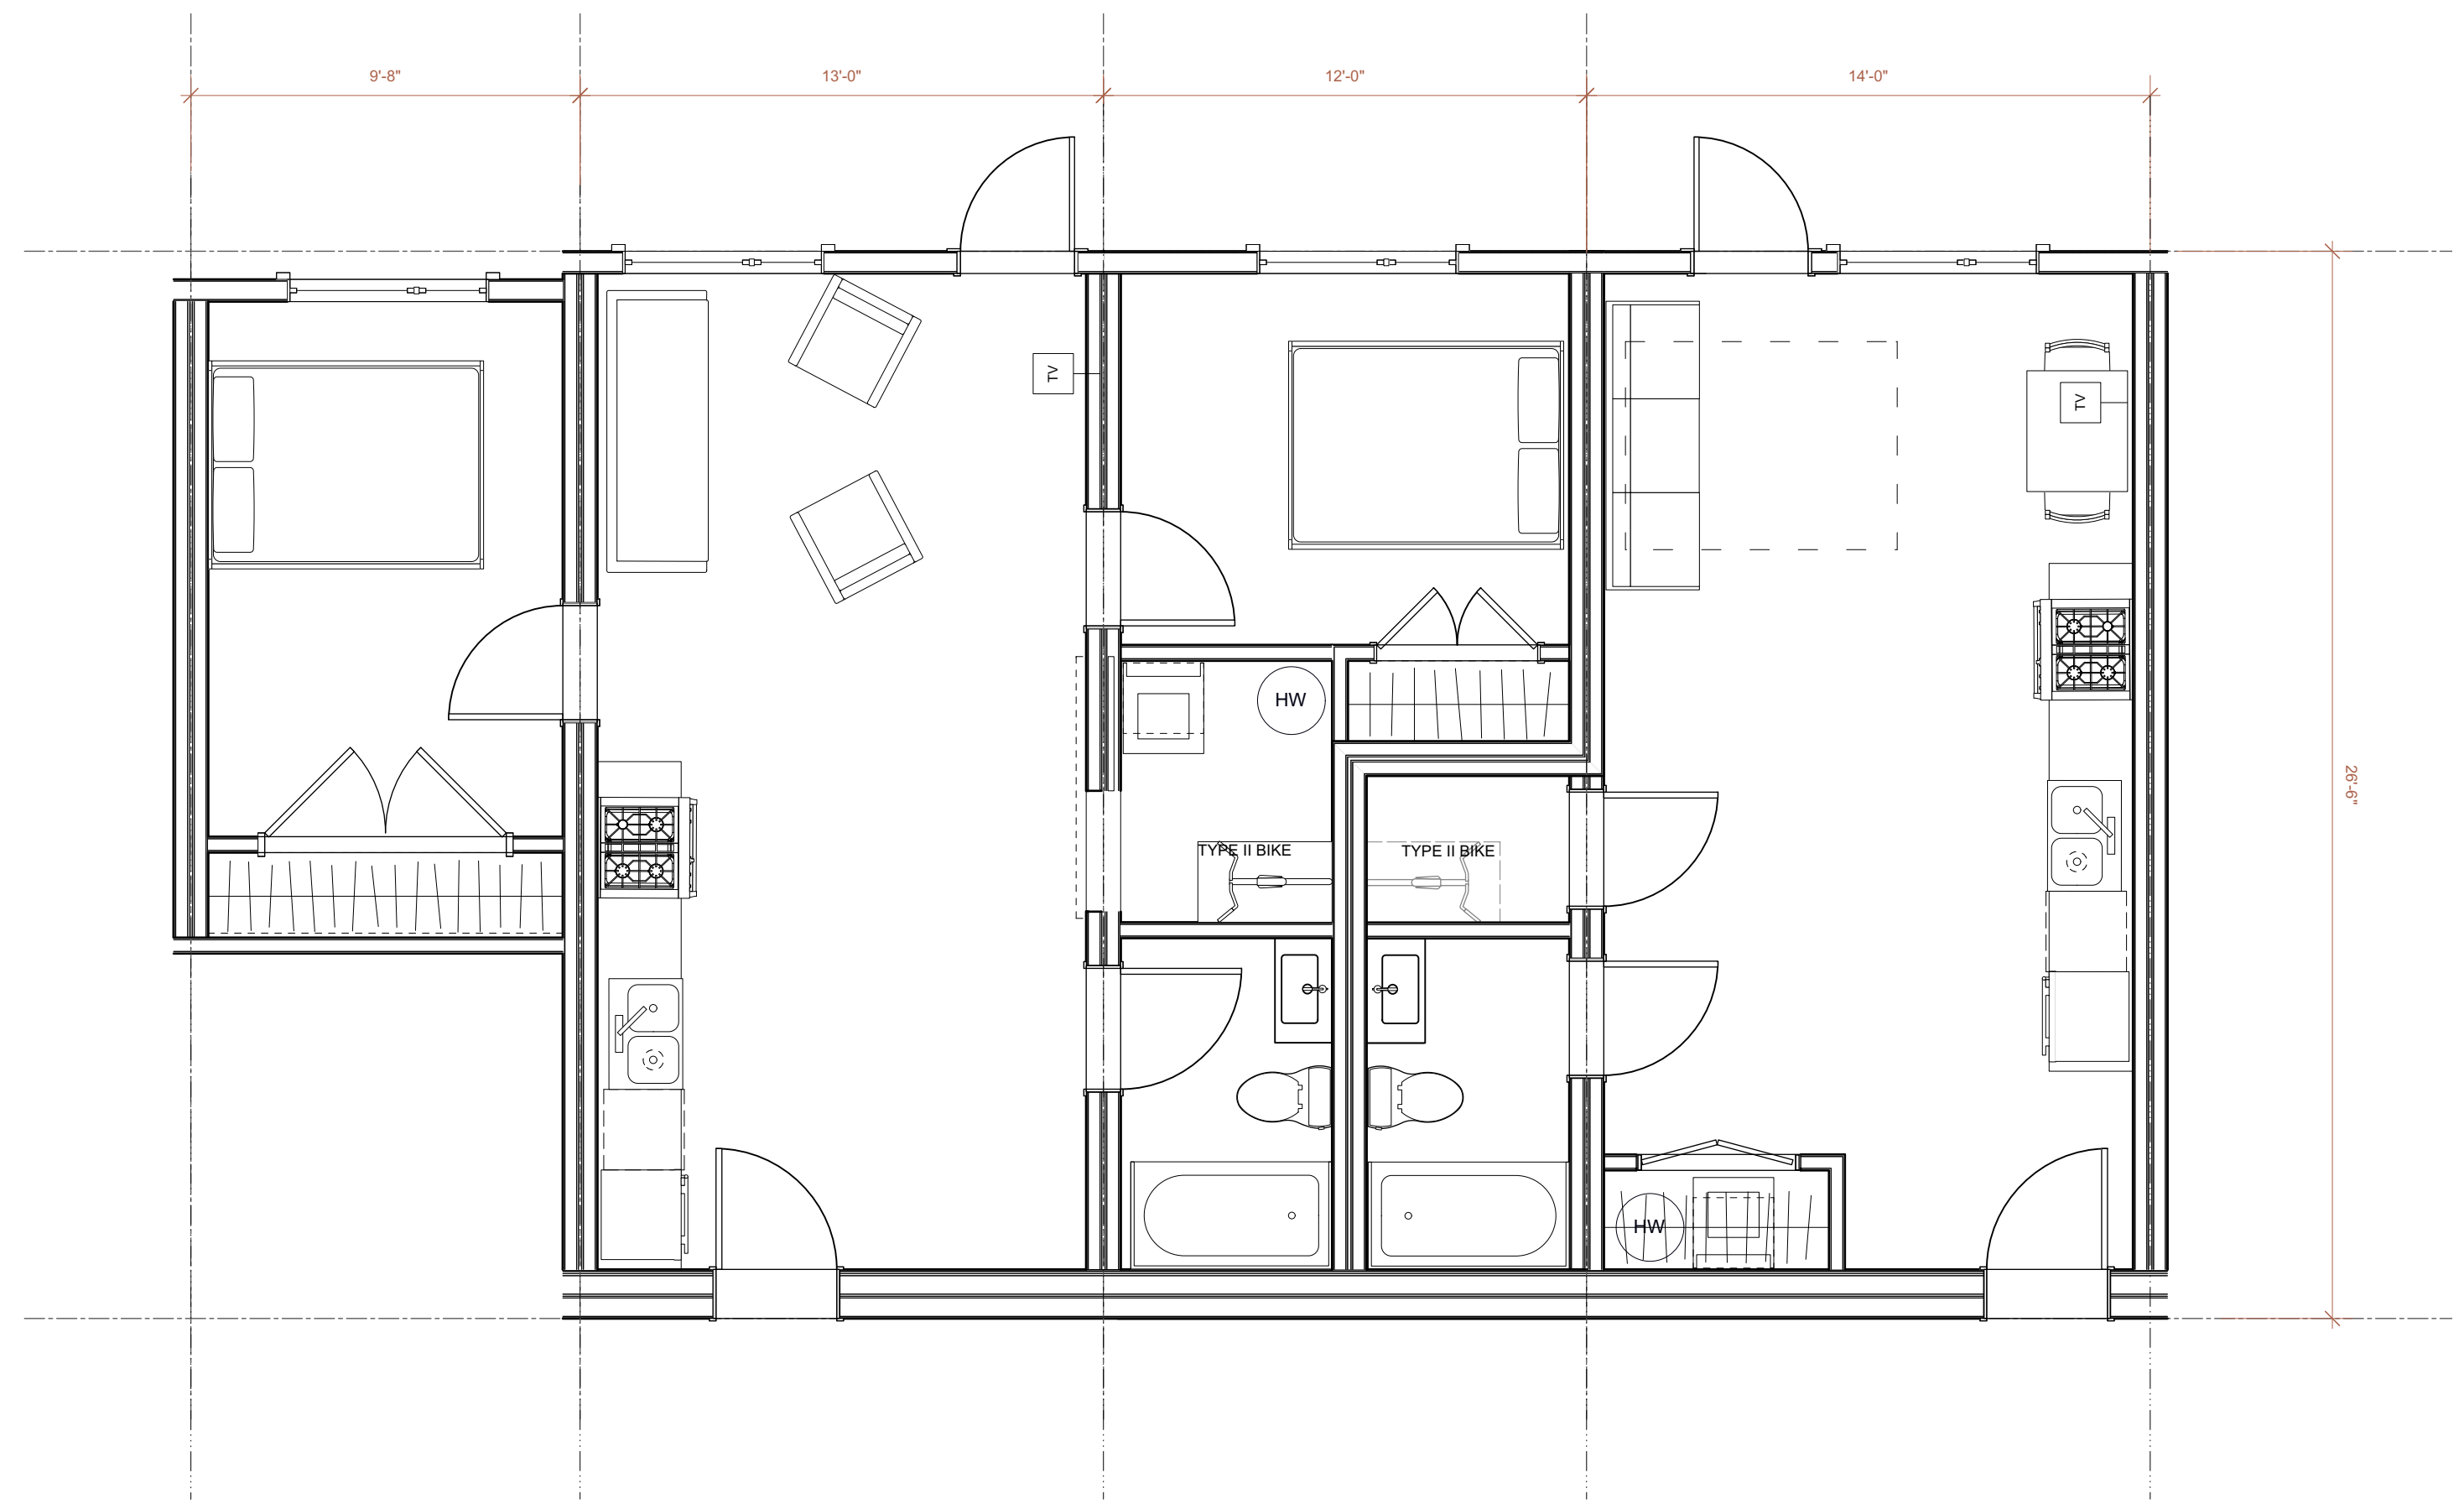 9'-8"
13'-0"
12'-0"
14'-0"
TV
TV
HW
26'-6"
TYPE II BIKE
TYPE II BIKE
HW